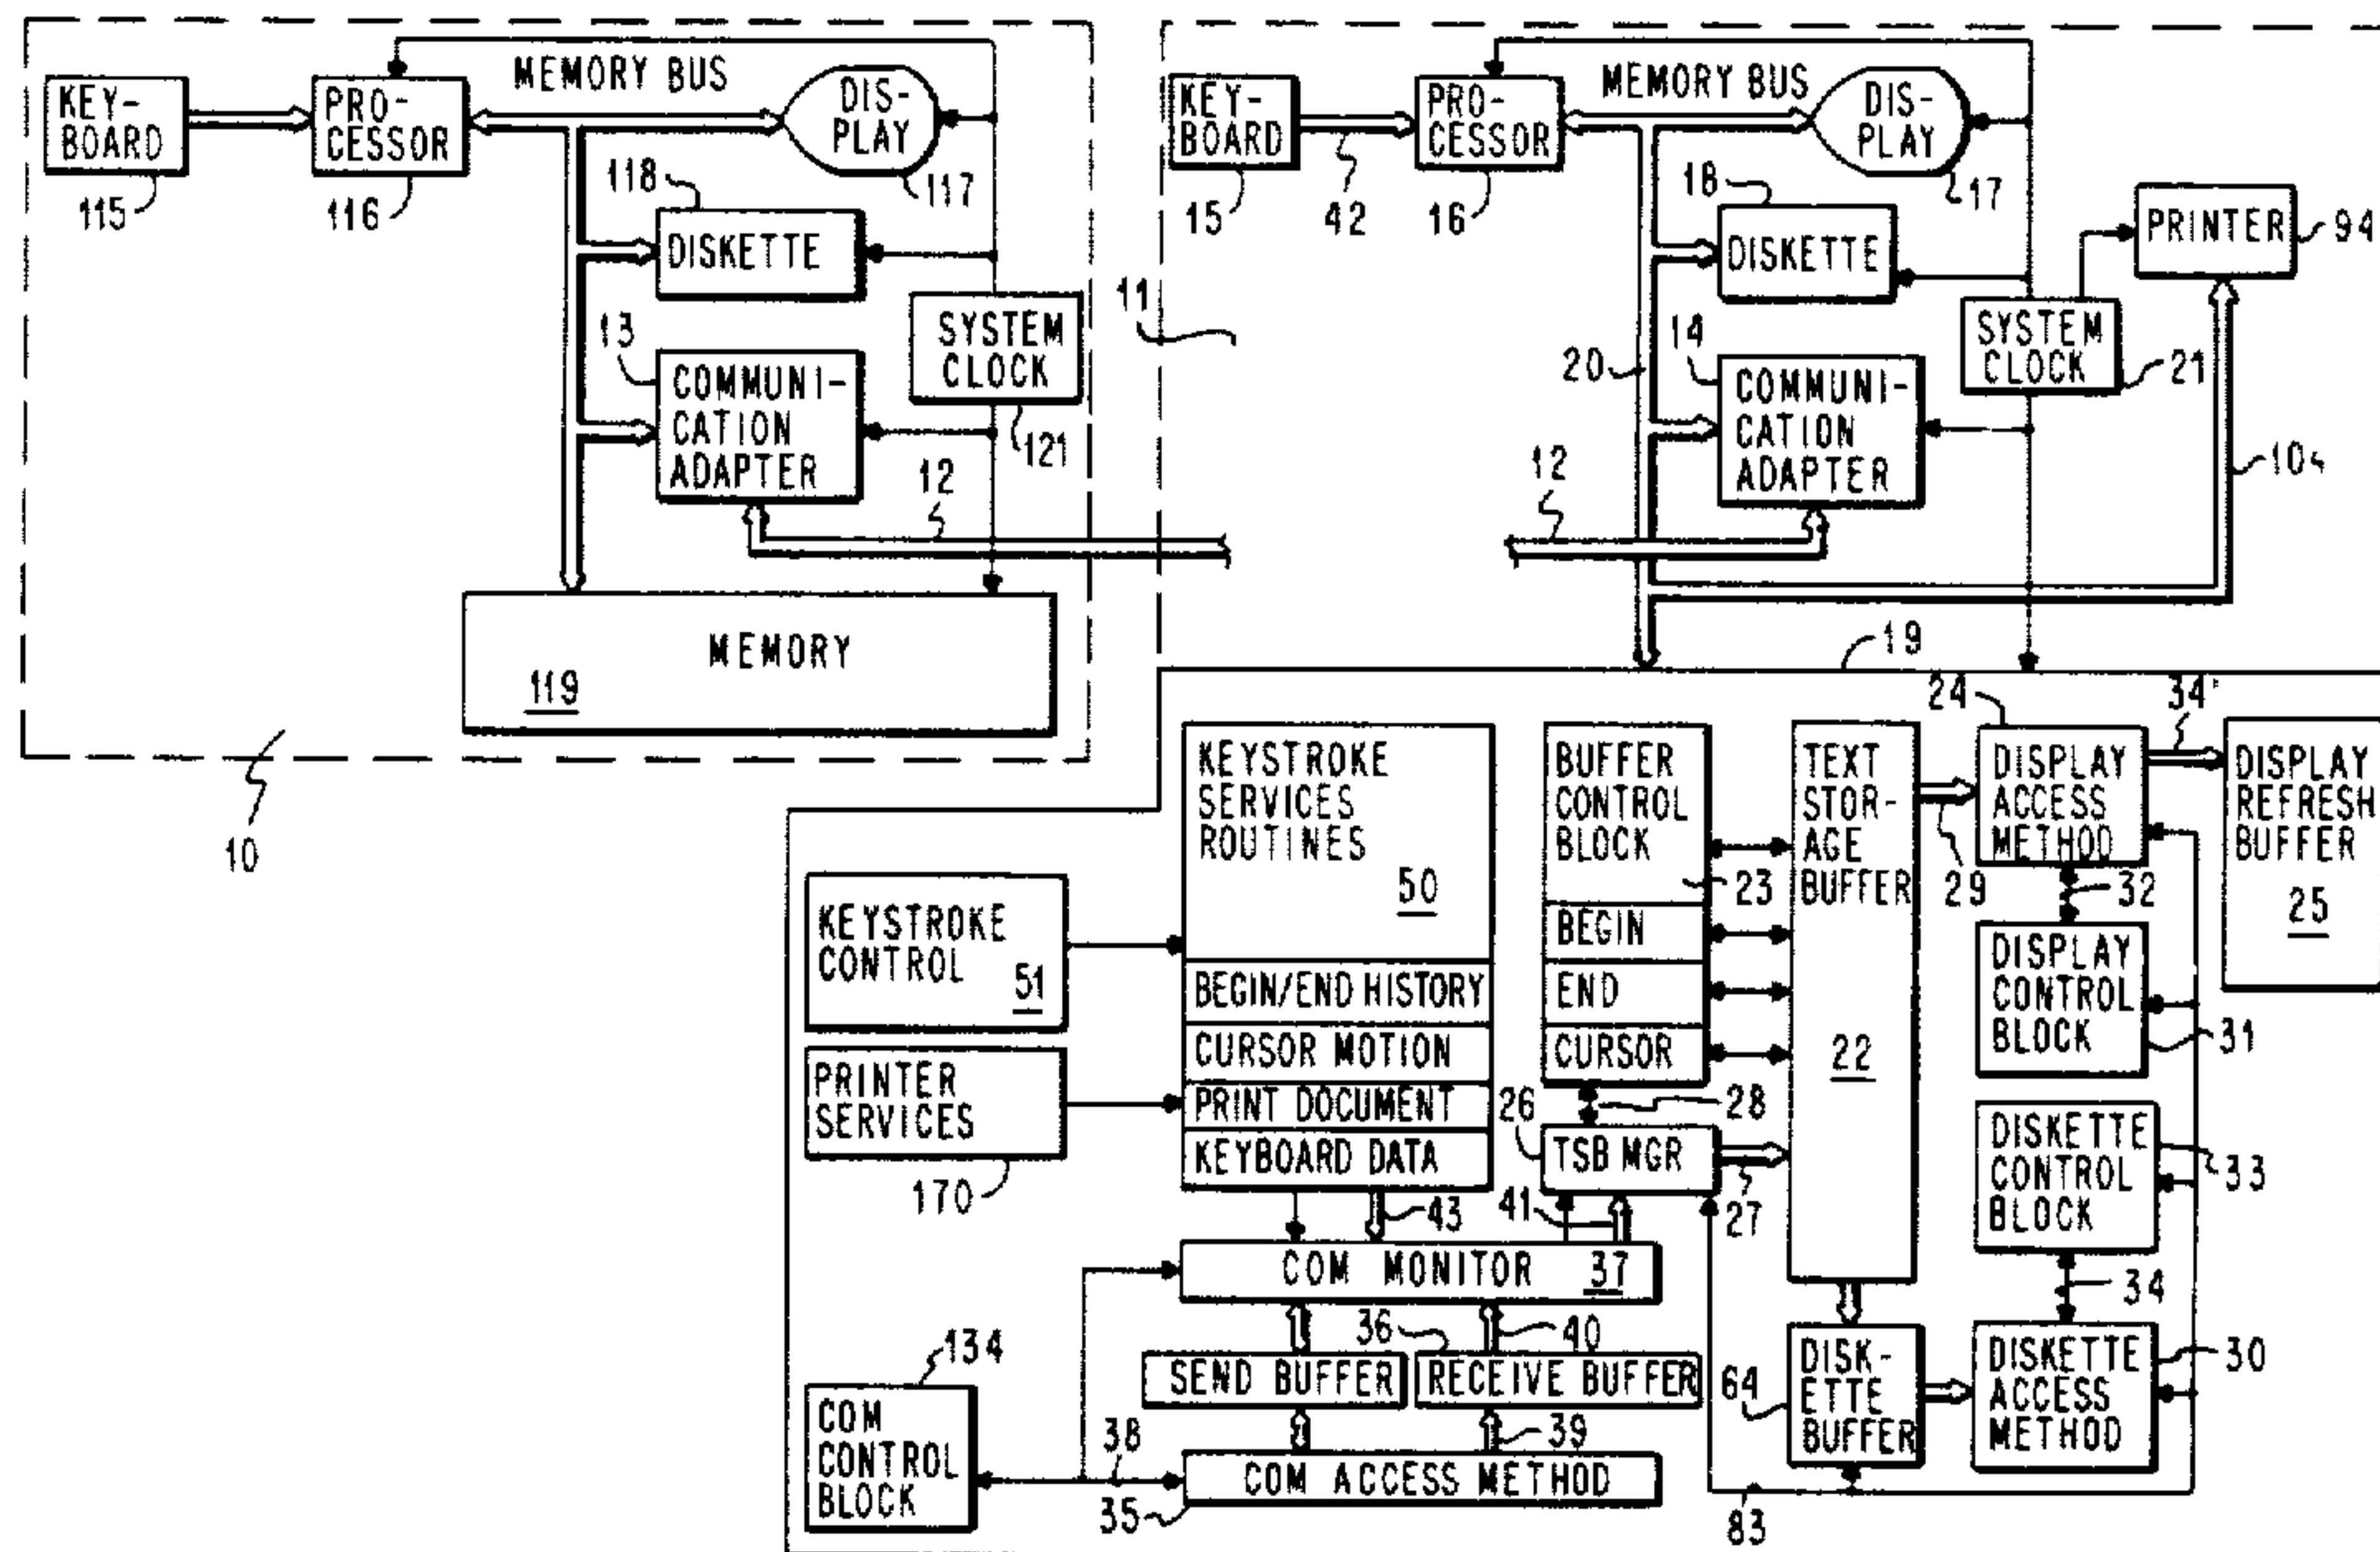 KEY-
BOARD
115
PRO-
CESSOR
116
MEMORY BUS
DIS-
PLAY
117
118
DISKETTE
13
COMMUNI-
CATION
ADAPTER
SYSTEM
CLOCK
121
12
MEMORY
119
10
11
KEY-
BOARD
15
42
PRO-
CESSOR
16
MEMORY BUS
DIS-
PLAY
17
18
DISKETTE
PRINTER
94
SYSTEM
CLOCK
21
20
14
COMMUNI-
CATION
ADAPTER
12
104
19
KEYSTROKE
CONTROL
51
PRINTER
SERVICES
170
KEYSTROKE
SERVICES
ROUTINES
50
BEGIN/END HISTORY
CURSOR MOTION
PRINT DOCUMENT
KEYBOARD DATA
43
BUFFER
CONTROL
BLOCK
23
BEGIN
END
CURSOR
26
28
TSB MGR
41
27
TEXT
STOR-
AGE
BUFFER
22
24
DISPLAY
ACCESS
METHOD
29
34'
DISPLAY
REFRESH
BUFFER
25
32
DISPLAY
CONTROL
BLOCK
31
DISKETTE
CONTROL
BLOCK
33
34
COM MONITOR 37
36
40
SEND BUFFER
RECEIVE BUFFER
134
COM
CONTROL
BLOCK
38
39
COM ACCESS METHOD
35
64
DISK-
ETTE
BUFFER
DISKETTE
ACCESS
METHOD
30
83